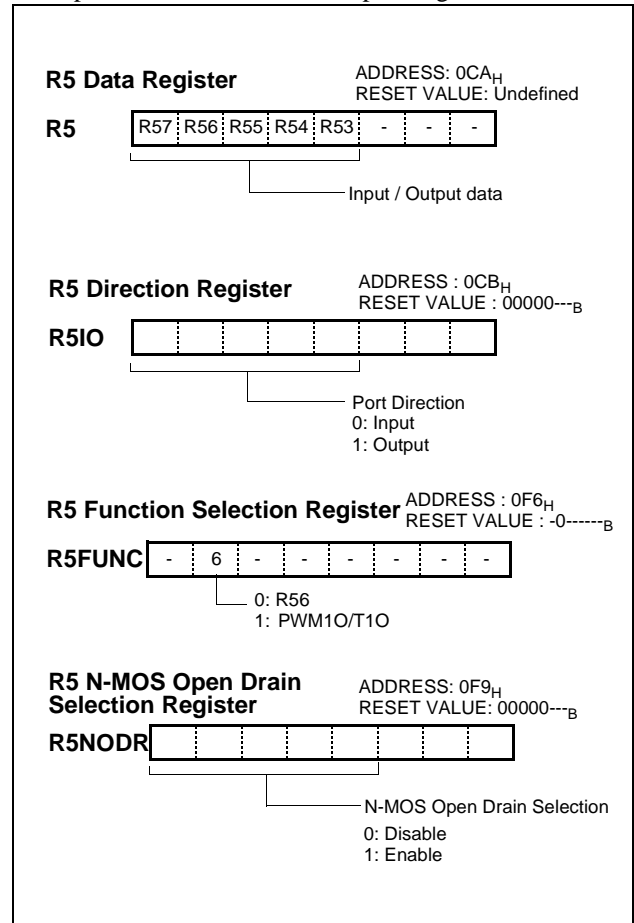 R5 Data Register
ADDRESS: 0CAH
RESET VALUE: Undefined
R5 R57 R56 R55 R54 R53 - - -
Input / Output data
R5 Direction Register
ADDRESS : 0CBH
RESET VALUE : 00000---B
R5IO
Port Direction
0: Input
1: Output
R5 Function Selection Register
ADDRESS : 0F6H
RESET VALUE : -0------B
R5FUNC - 6 - - - - - -
0: R56
1: PWM1O/T1O
R5 N-MOS Open Drain
Selection Register
ADDRESS: 0F9H
RESET VALUE: 00000---B
R5NODR
N-MOS Open Drain Selection
0: Disable
1: Enable